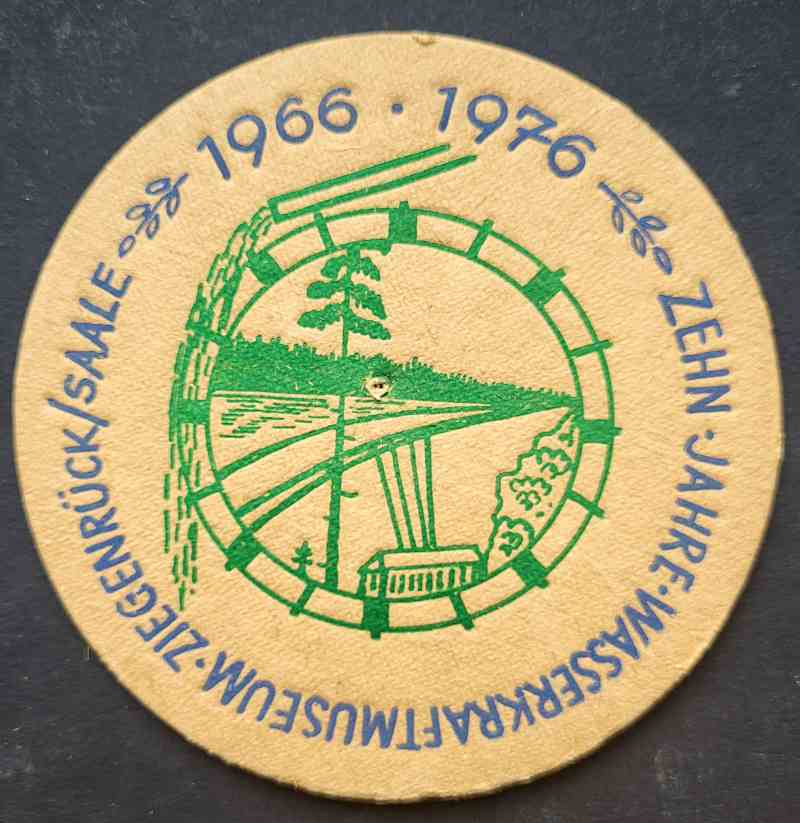 1966 · 1976
ZEHN · JAHRE · WASSERKRAFTMUSEUM · ZIEGENRÜCK/SAALE